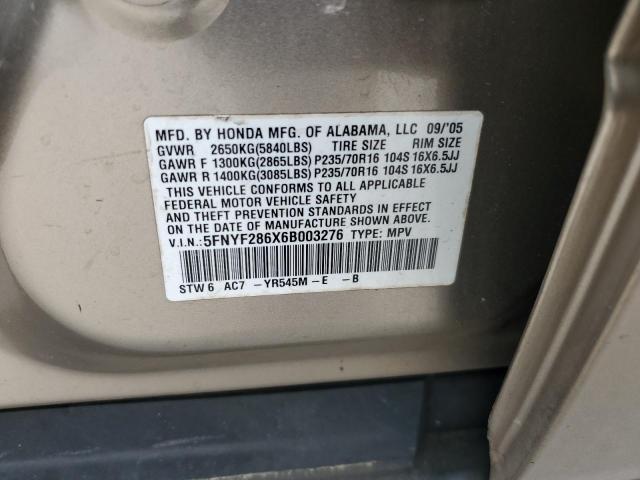 MFD. BY HONDA MFG. OF ALABAMA, LLC 09/'05
GVWR 2650KG(5840LBS) TIRE SIZE RIM SIZE
GAWR F 1300KG(2865LBS)P235/70R16 104S 16X6.5JJ
GAWR R 1400KG(3085LBS)P235/70R16 104S 16X6.5JJ
THIS VEHICLE CONFORMS TO ALL APPLICABLE
FEDERAL MOTOR VEHICLE SAFETY
AND THEFT PREVENTION STANDARDS IN EFFECT
ON THE DATE OF MANUFACTURE SHOWN ABOVE.
V.I.N.: 5FNYF286X6B003276 TYPE: MPV
STW6 AC7 -YR545M-E -B